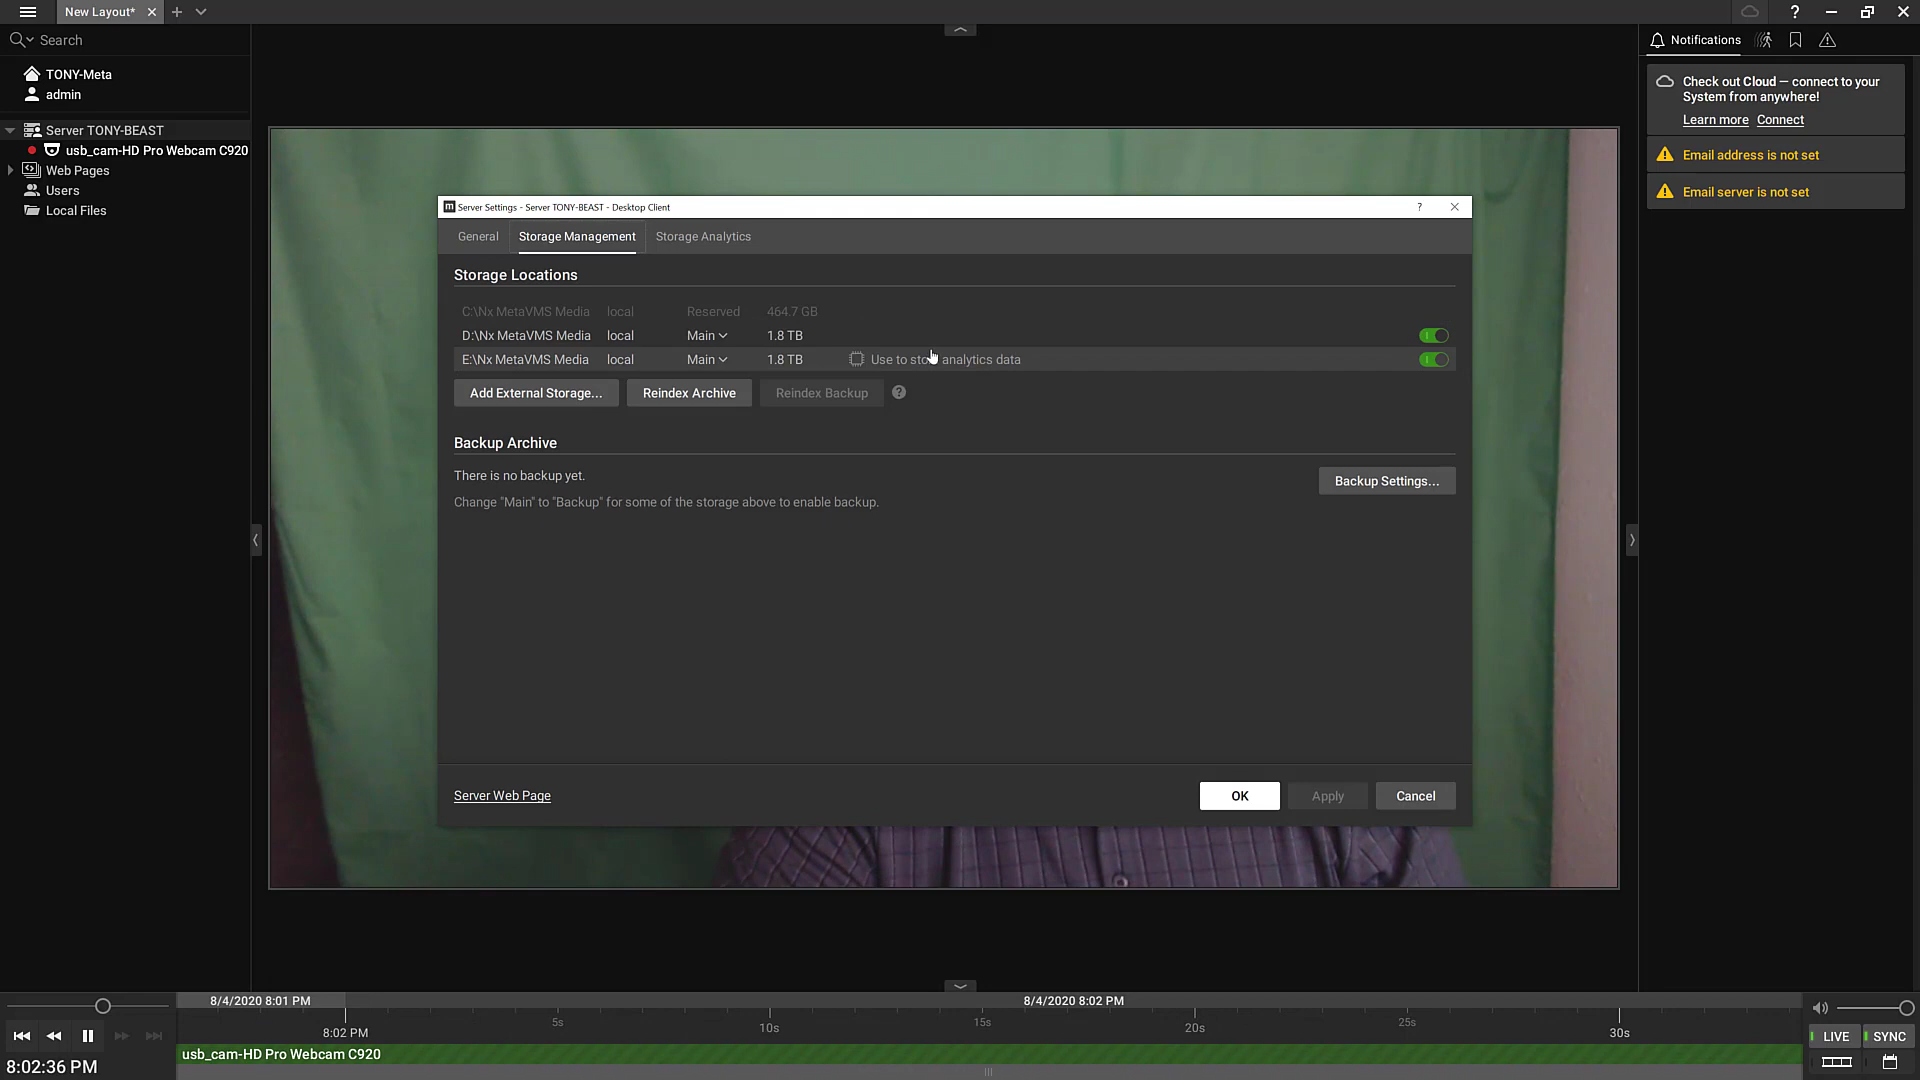 New Layout*
Search
TONY-Meta
admin
Server TONY-BEAST
usb_cam-HD Pro Webcam C920
Web Pages
Users
Local Files
Server Settings - Server TONY-BEAST - Desktop Client
General
Storage Management
Storage Analytics
Storage Locations
C:\Nx MetaVMS Media local Reserved 464.7 GB
D:\Nx MetaVMS Media local Main 1.8 TB
E:\Nx MetaVMS Media local Main 1.8 TB Use to analytics data
Add External Storage...
Reindex Archive
Reindex Backup
?
Backup Archive
There is no backup yet.
Change "Main" to "Backup" for some of the storage above to enable backup.
Backup Settings...
Server Web Page
OK
Apply
Cancel
Notifications
Check out Cloud — connect to your
System from anywhere!
Learn more Connect
Email address is not set
Email server is not set
8/4/2020 8:01 PM
8/4/2020 8:02 PM
8:02 PM
5s
10s
15s
20s
25s
30s
usb_cam-HD Pro Webcam C920
8:02:36 PM
LIVE
SYNC